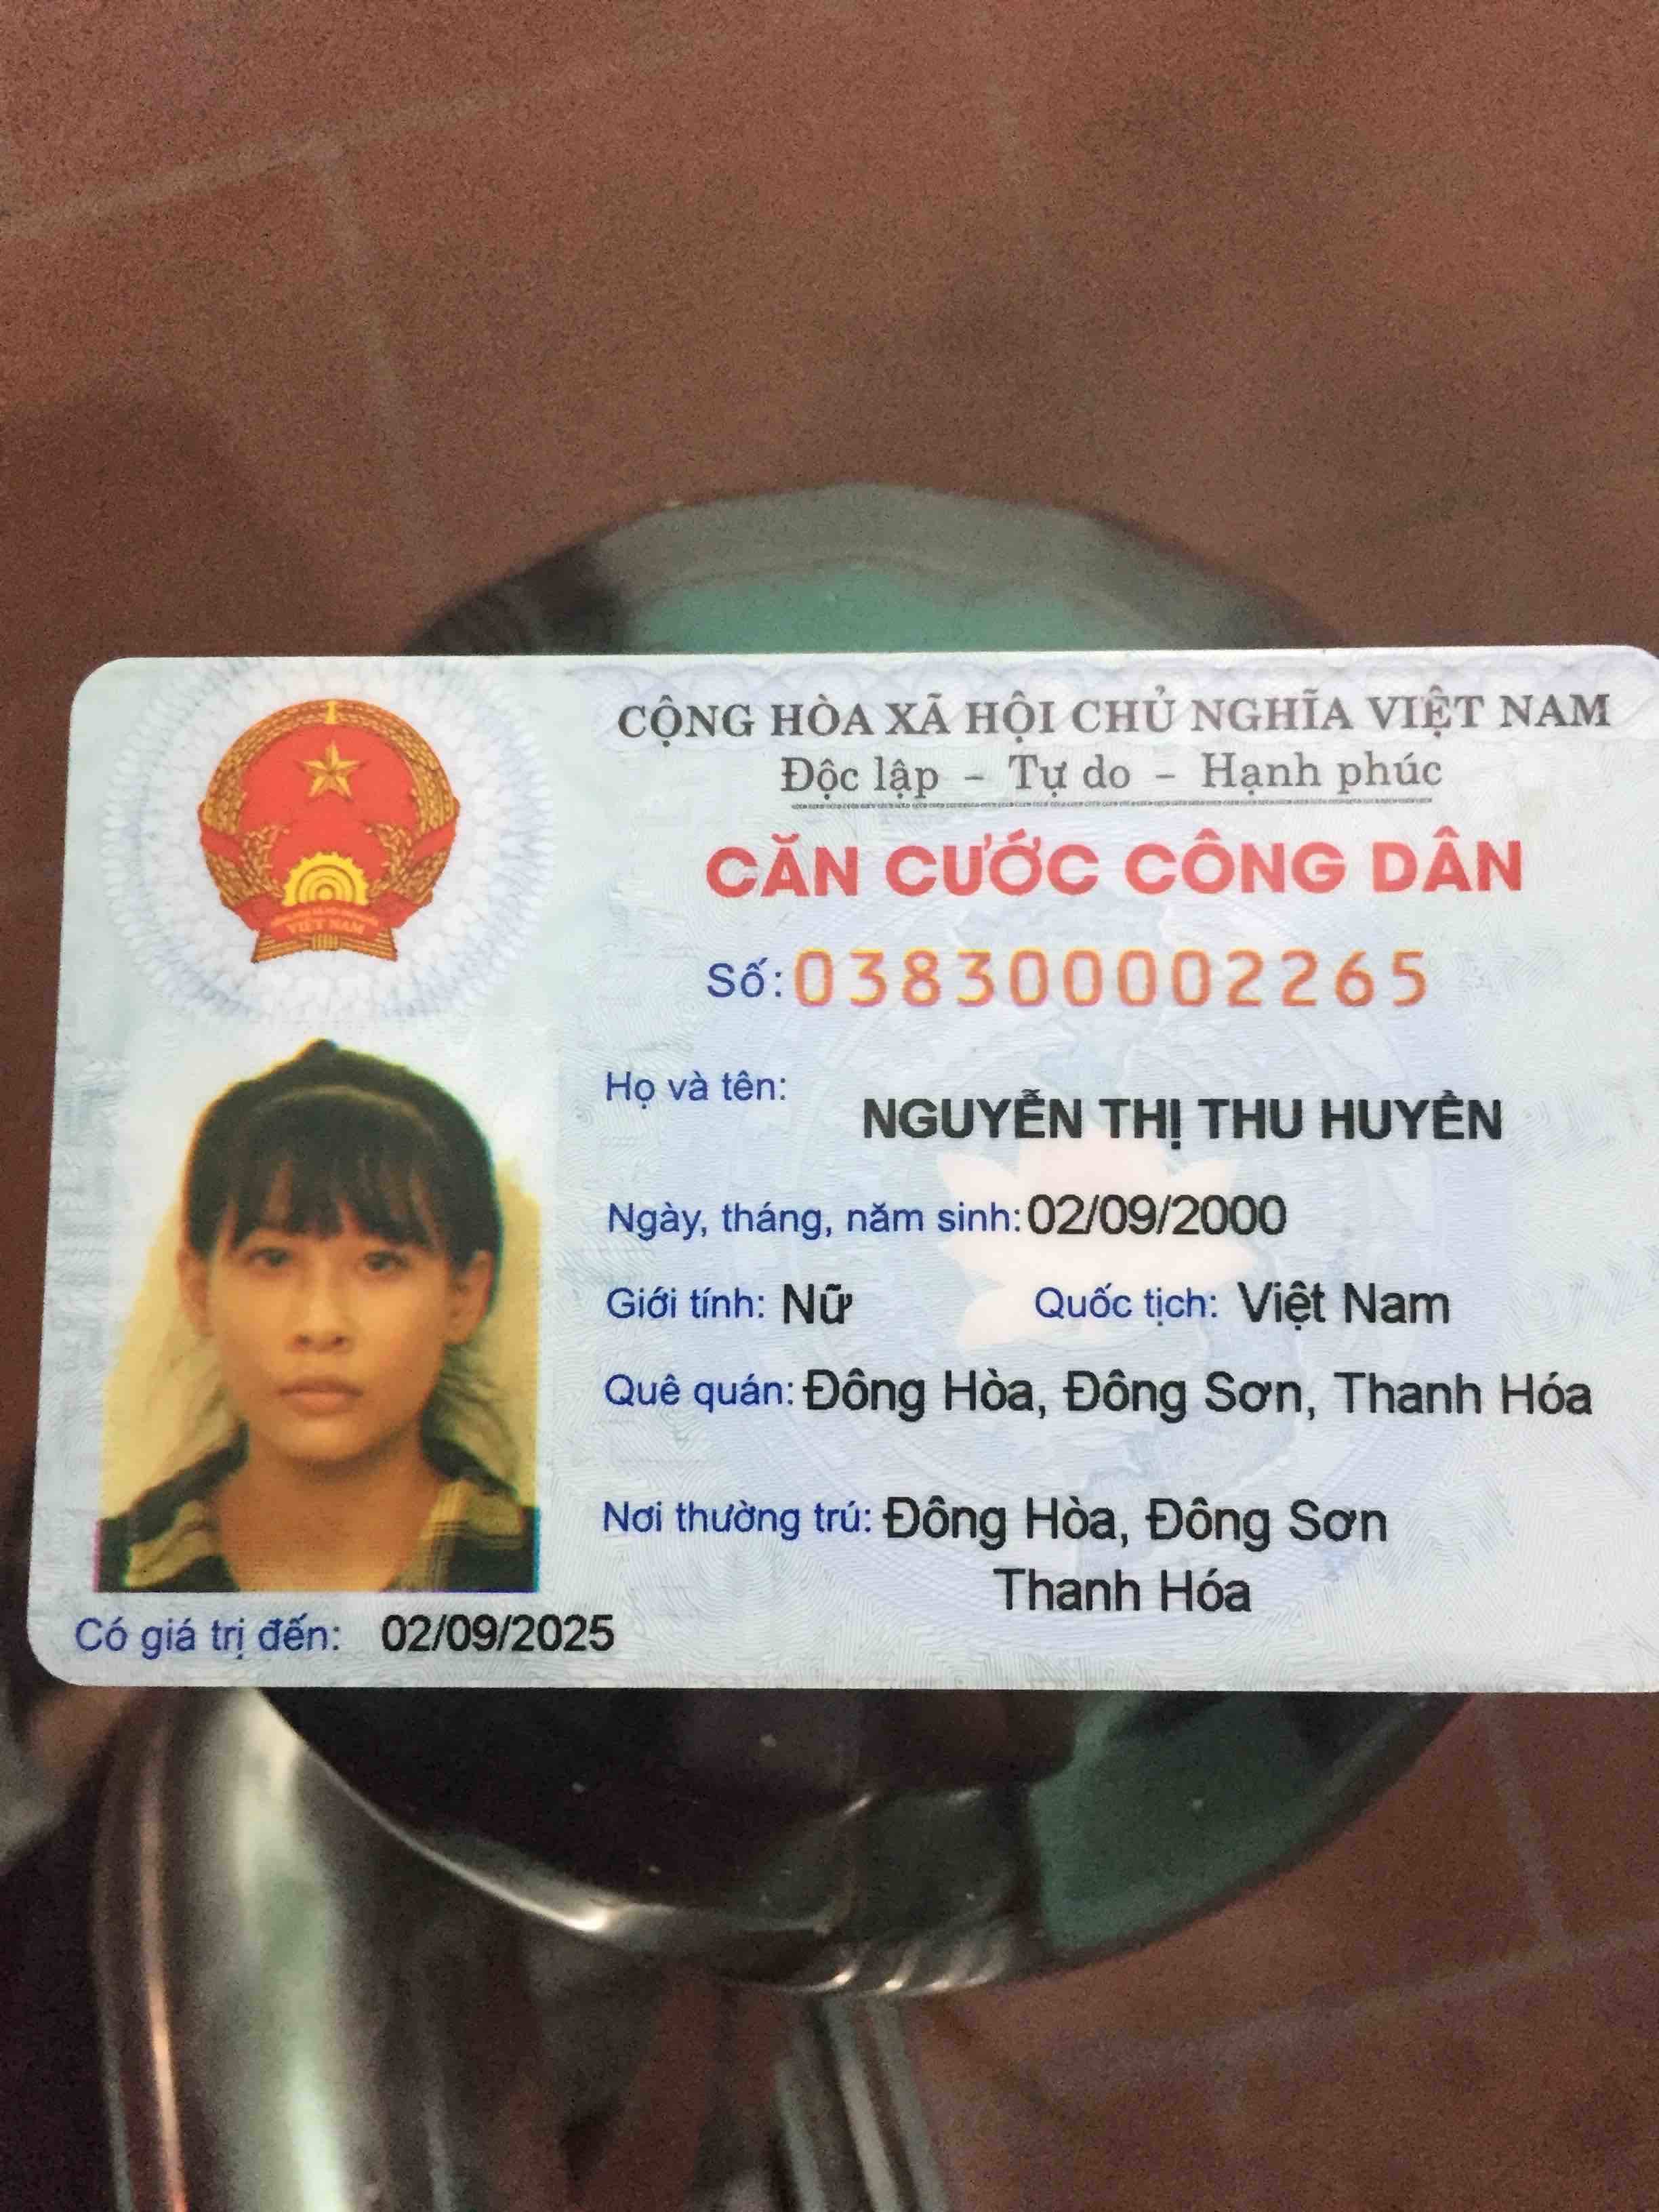 CỘNG HÒA XÃ HỘI CHỦ NGHĨA VIỆT NAM
Độc lập - Tự do - Hạnh phúc
CĂN CƯỚC CÔNG DÂN
Số: 038300002265
Họ và tên: NGUYỄN THỊ THU HUYỀN
Ngày, tháng, năm sinh: 02/09/2000
Giới tính: Nữ Quốc tịch: Việt Nam
Quê quán: Đông Hòa, Đông Sơn, Thanh Hóa
Nơi thường trú: Đông Hòa, Đông Sơn
Thanh Hóa
Có giá trị đến: 02/09/2025
VIỆT NAM